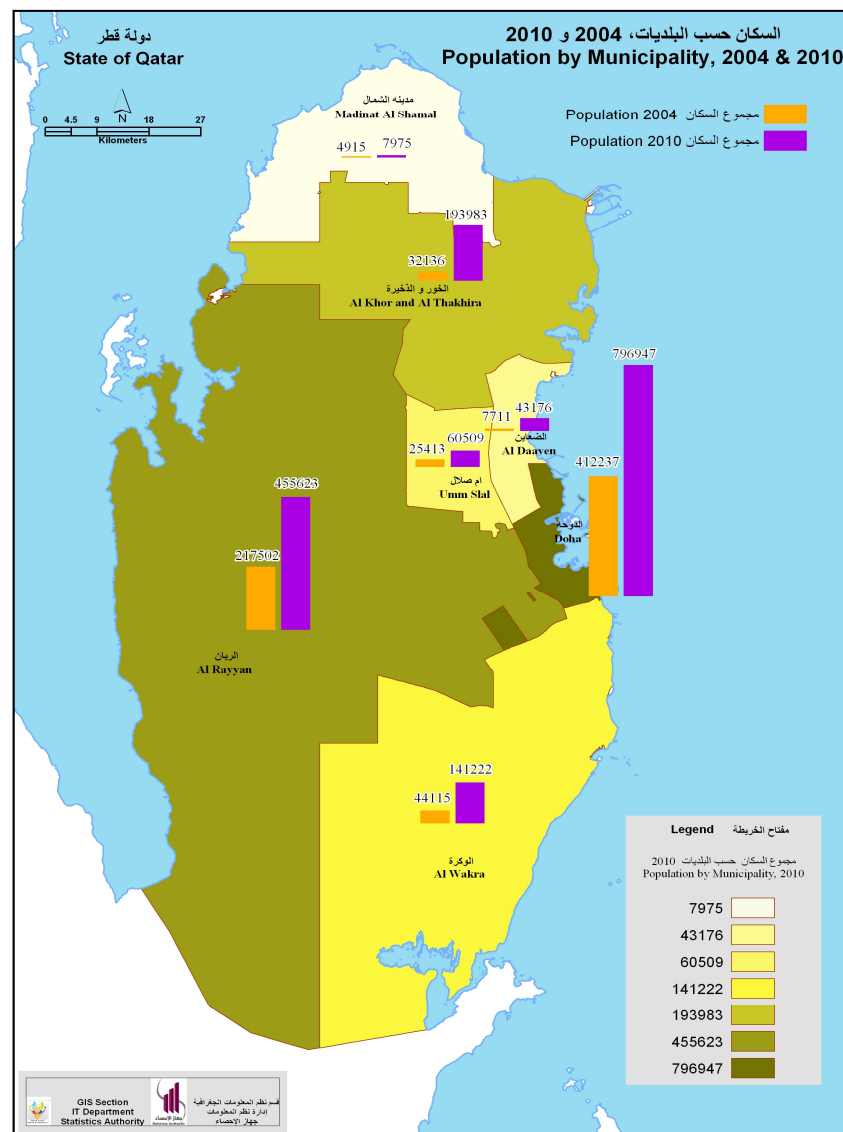 دولة قطر
State of Qatar
السكان حسب البلديات، 2004 و 2010
Population by Municipality, 2004 & 2010
N
0 4.5 9 18 27
Kilometers
Population 2004 مجموع السكان
Population 2010 مجموع السكان
مدينه الشمال
Madinat Al Shamal
4915 7975
193983
32136
الخور و الذخيرة
Al Khor and Al Thakhira
796947
7711 43176
الضعاين
Al Daayen
25413 60509
ام صلال
Umm Slal
412237
الدوحة
Doha
455623
217502
الريان
Al Rayyan
141222
44115
الوكرة
Al Wakra
Legend مفتاح الخريطة
مجموع السكان حسب البلديات 2010
Population by Municipality, 2010
7975
43176
60509
141222
193983
455623
796947
GIS Section
IT Department
Statistics Authority
جهاز الإحصاء
Statistics Authority
قسم نظم المعلومات الجغرافية
إدارة نظم المعلومات
جهاز الإحصاء